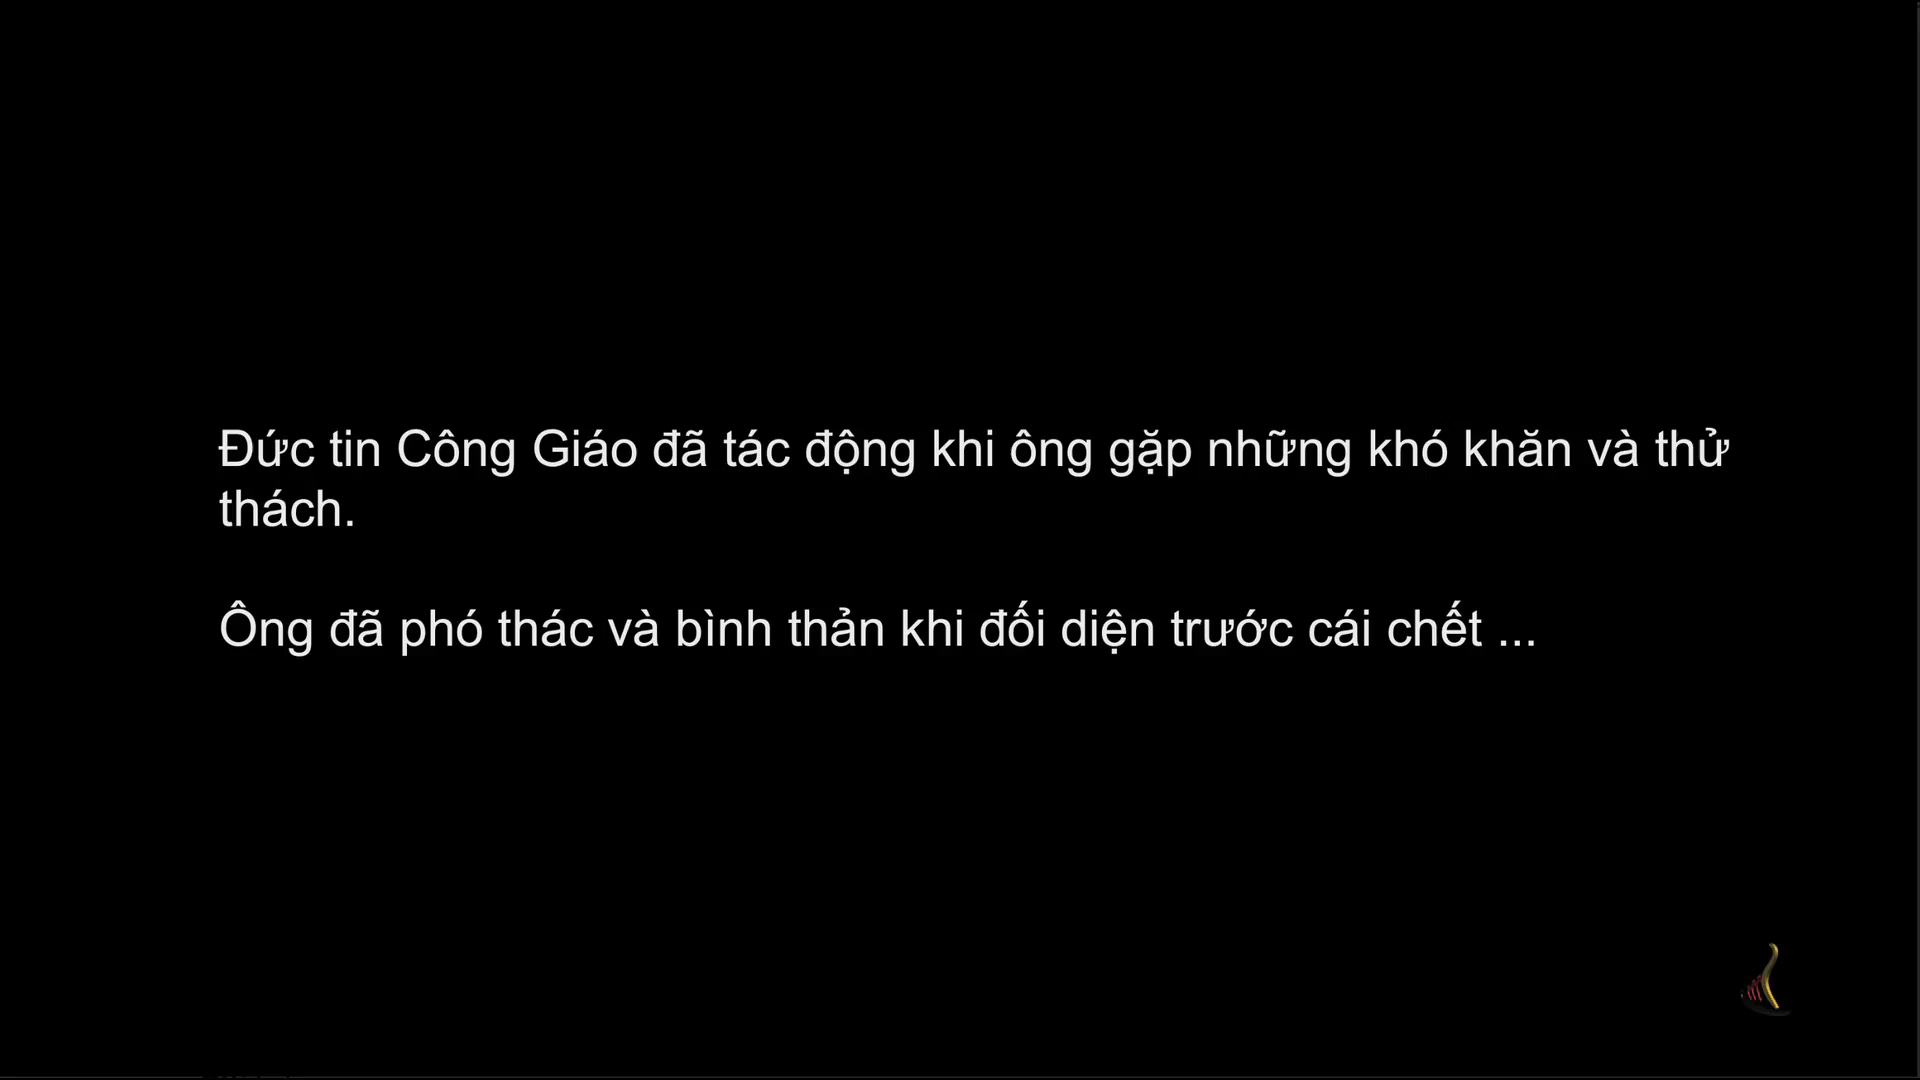 Đức tin Công Giáo đã tác động khi ông gặp những khó khăn và thử
thách.
Ông đã phó thác và bình thản khi đối diện trước cái chết ...